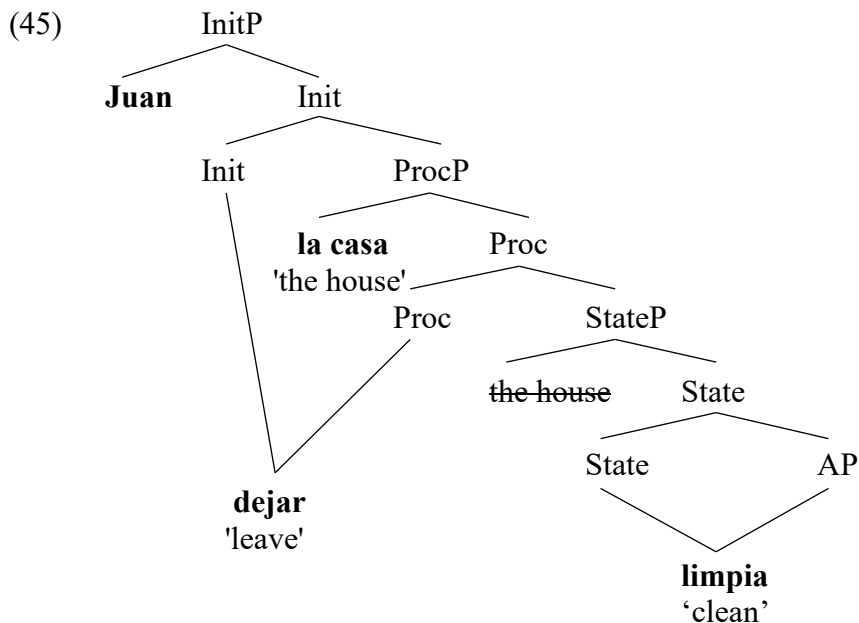 (45) InitP
Juan Init
Init ProcP
la casa Proc
'the house'
Proc StateP
the house State
State AP
dejar
'leave'
limpia
‘clean’